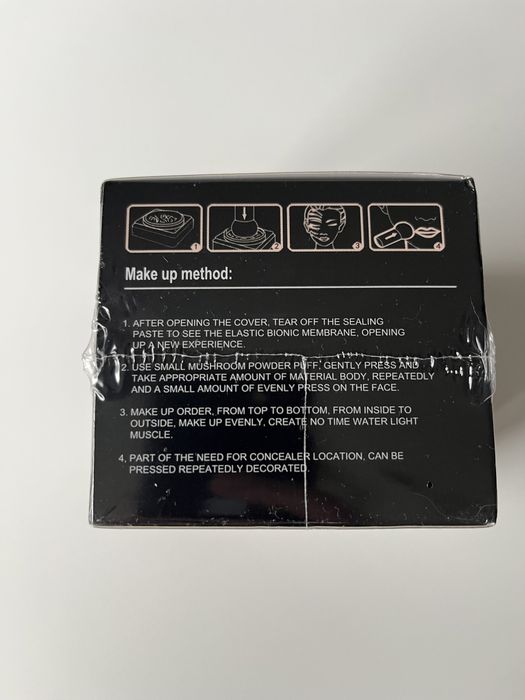 1
2
3
4
Make up method:
1. AFTER OPENING THE COVER, TEAR OFF THE SEALING
PASTE TO SEE THE ELASTIC BIONIC MEMBRANE, OPENING
UP A NEW EXPERIENCE.
2. USE SMALL MUSHROOM POWDER PUFF, GENTLY PRESS AND
TAKE APPROPRIATE AMOUNT OF MATERIAL BODY, REPEATEDLY
AND A SMALL AMOUNT OF EVENLY PRESS ON THE FACE.
3. MAKE UP ORDER, FROM TOP TO BOTTOM, FROM INSIDE TO
OUTSIDE, MAKE UP EVENLY, CREATE NO TIME WATER LIGHT
MUSCLE.
4, PART OF THE NEED FOR CONCEALER LOCATION, CAN BE
PRESSED REPEATEDLY DECORATED.